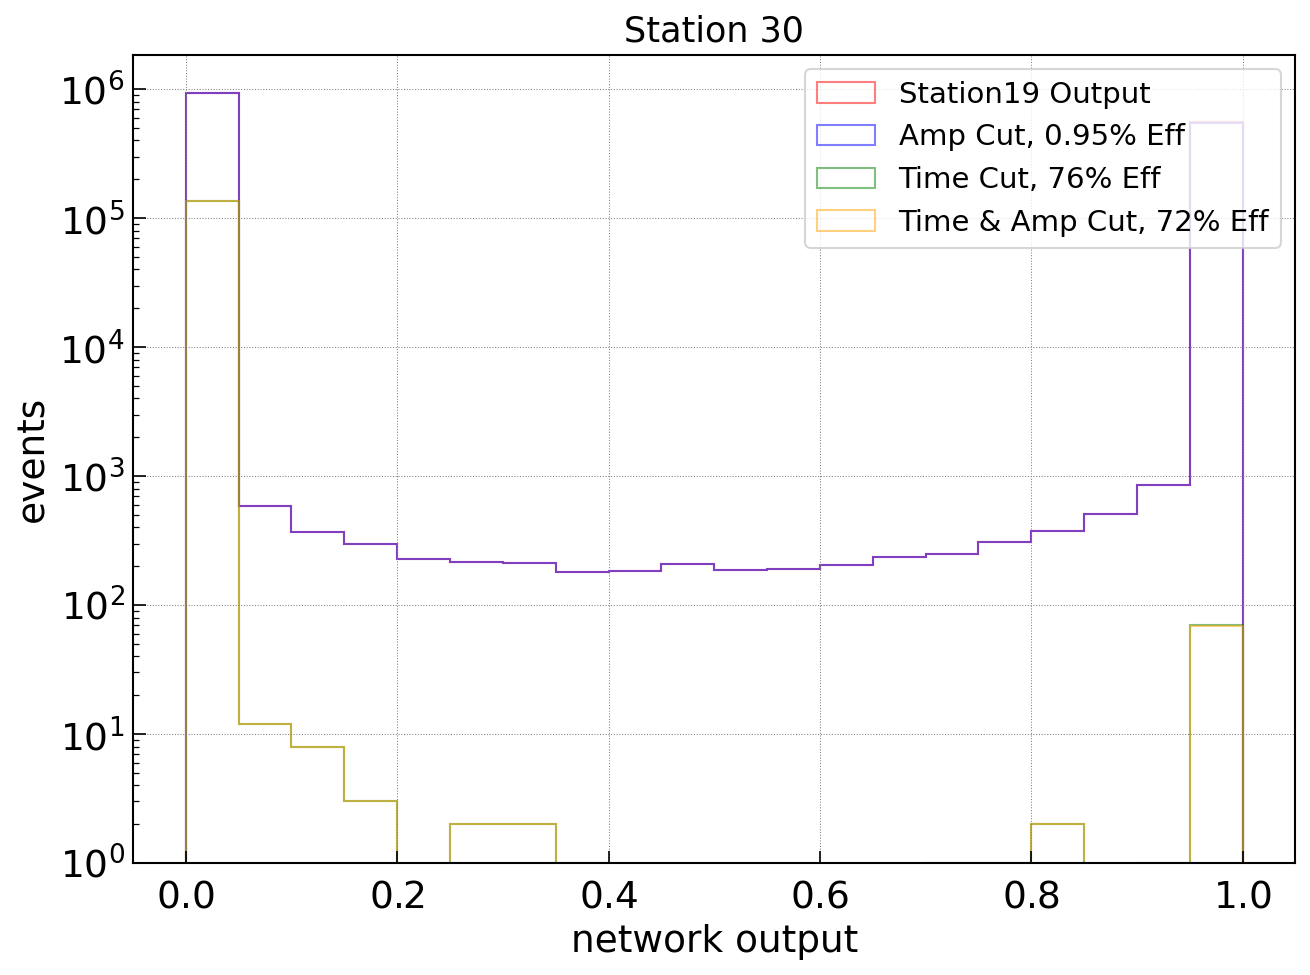 Station 30
Station19 Output
Amp Cut, 0.95% Eff
Time Cut, 76% Eff
Time & Amp Cut, 72% Eff
events
10^6
10^5
10^4
10^3
10^2
10^1
10^0
0.0 0.2 0.4 0.6 0.8 1.0
network output